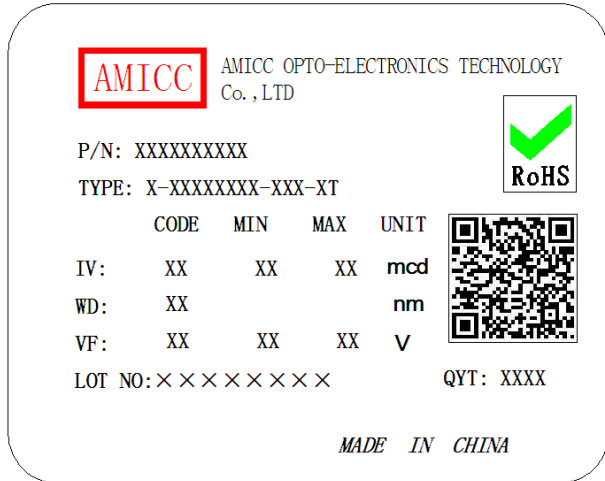 AMICC
AMICC OPTO-ELECTRONICS TECHNOLOGY
Co.,LTD
RoHS
P/N: XXXXXXXXXX
TYPE: X-XXXXXXXX-XXX-XT
CODE MIN MAX UNIT
IV: XX XX XX mcd
WD: XX nm
VF: XX XX XX V
LOT NO:×××××××× QYT: XXXX
MADE IN CHINA